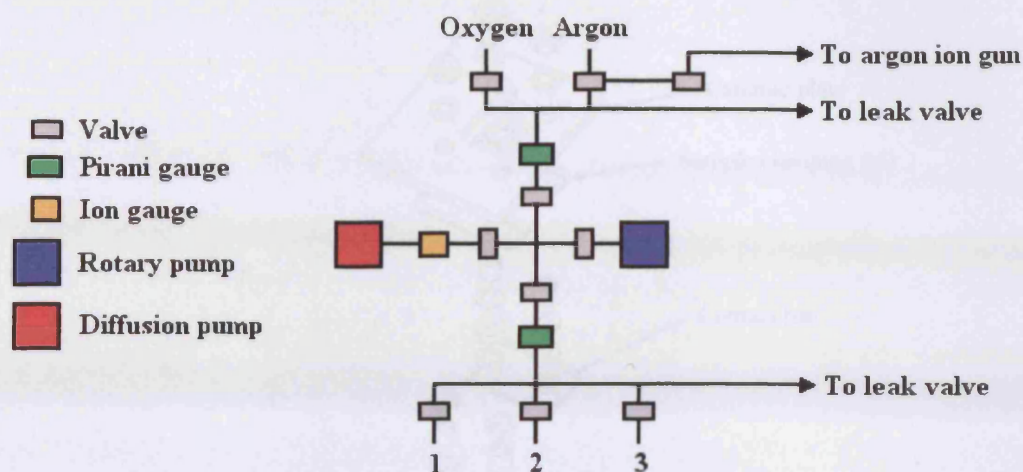 Oxygen Argon
To argon ion gun
To leak valve
Valve
Pirani gauge
Ion gauge
Rotary pump
Diffusion pump
To leak valve
1 2 3